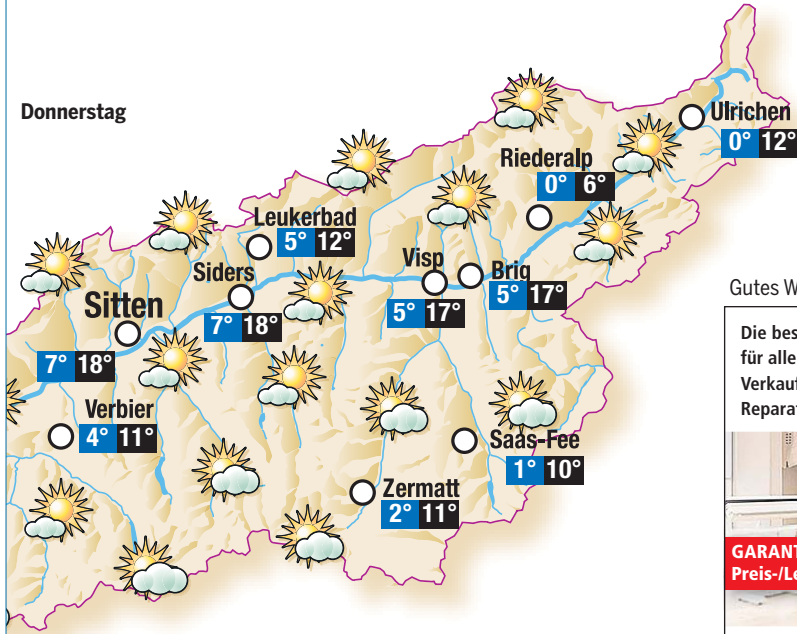 Donnerstag
Ulrichen
0° 12°
Riederalp
0° 6°
Leukerbad
5° 12°
Visp
5° 17°
Brig
5° 17°
Siders
7° 18°
Sitten
7° 18°
Verbier
4° 11°
Saas-Fee
1° 10°
Zermatt
2° 11°
Gutes W
Die bes
für alle
Verkauf
Repara
GARANT
Preis-/Le